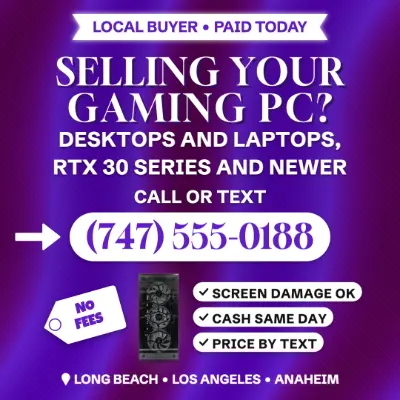 LOCAL BUYER • PAID TODAY
SELLING YOUR
GAMING PC?
DESKTOPS AND LAPTOPS,
RTX 30 SERIES AND NEWER
CALL OR TEXT
(747) 555-0188
NO
FEES
✓ SCREEN DAMAGE OK
✓ CASH SAME DAY
✓ PRICE BY TEXT
LONG BEACH • LOS ANGELES • ANAHEIM